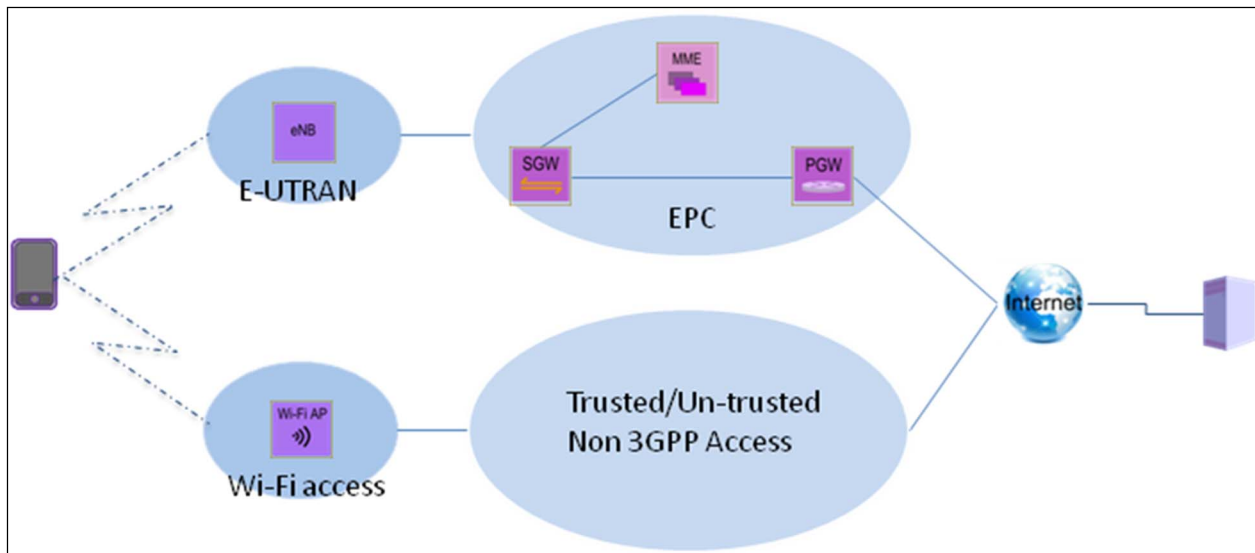 MME
eNB
SGW
PGW
E-UTRAN
EPC
Internet
Wi-Fi AP
Trusted/Un-trusted
Non 3GPP Access
Wi-Fi access